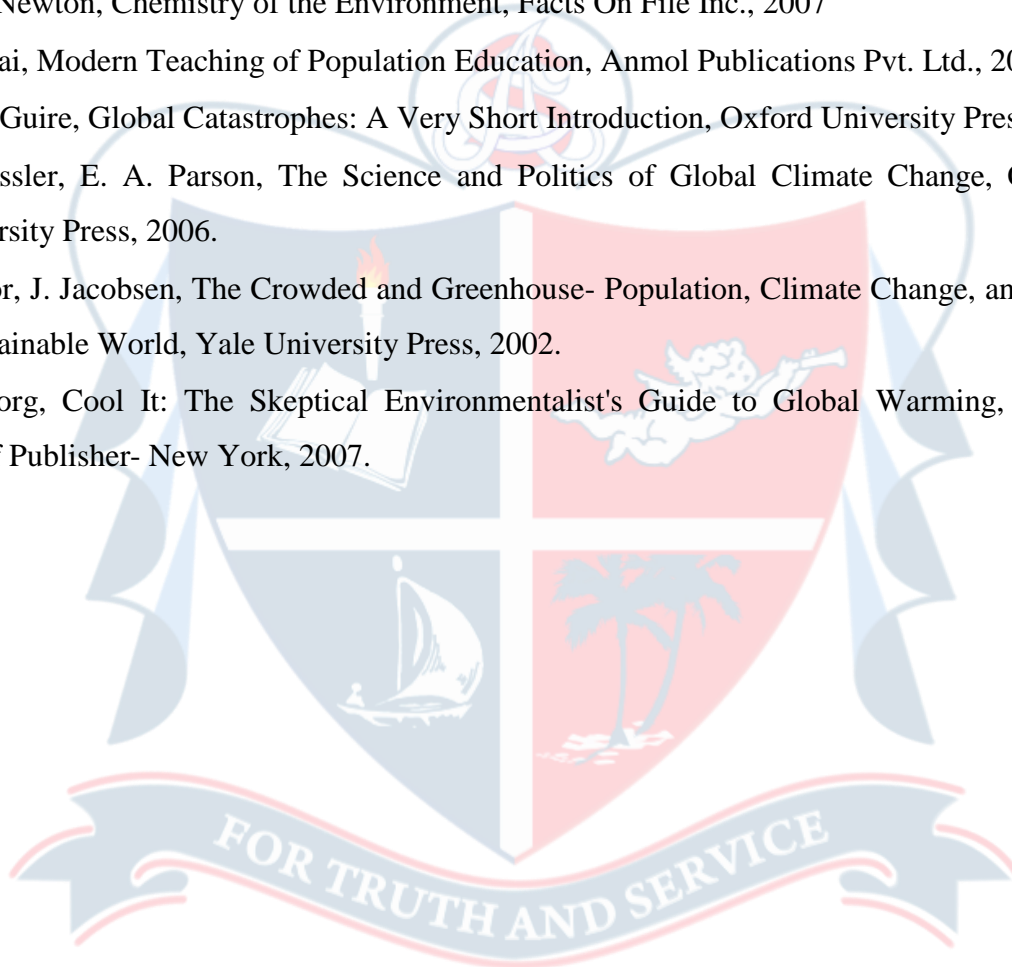 Newton, Chemistry of the Environment, Facts On File Inc., 2007
ai, Modern Teaching of Population Education, Anmol Publications Pvt. Ltd., 20
Guire, Global Catastrophes: A Very Short Introduction, Oxford University Pres
ssler, E. A. Parson, The Science and Politics of Global Climate Change, C
rsity Press, 2006.
or, J. Jacobsen, The Crowded and Greenhouse- Population, Climate Change, an
ainable World, Yale University Press, 2002.
org, Cool It: The Skeptical Environmentalist's Guide to Global Warming,
f Publisher- New York, 2007.
FOR TRUTH AND SERVICE